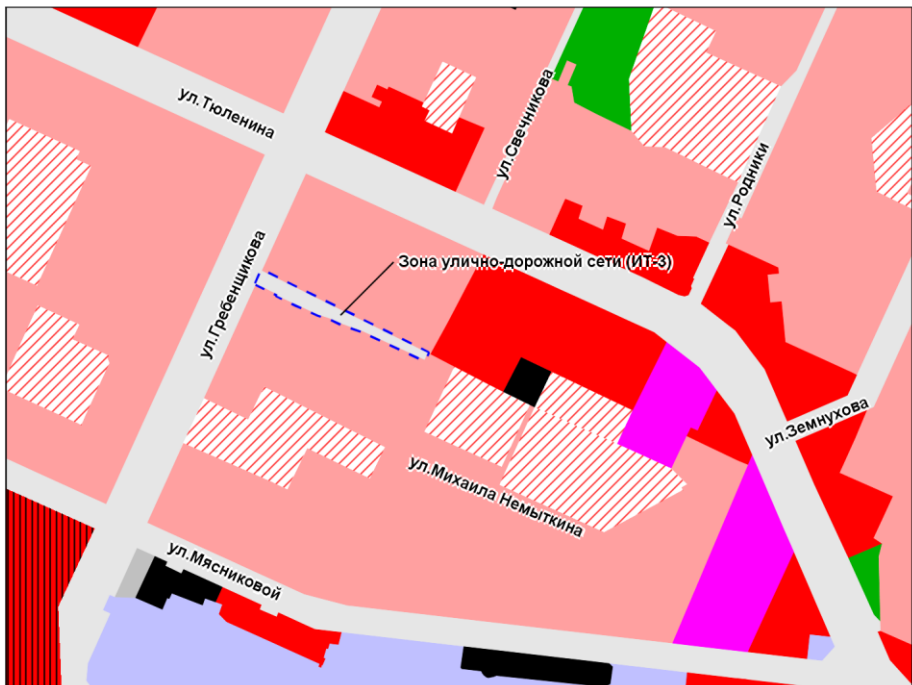 ул.Тюленина
ул.Свечникова
ул.Родники
ул.Гребенщикова
Зона улично-дорожной сети (ИТ-3)
ул.Земнухова
ул.Михаила Немыткина
ул.Мясниковой